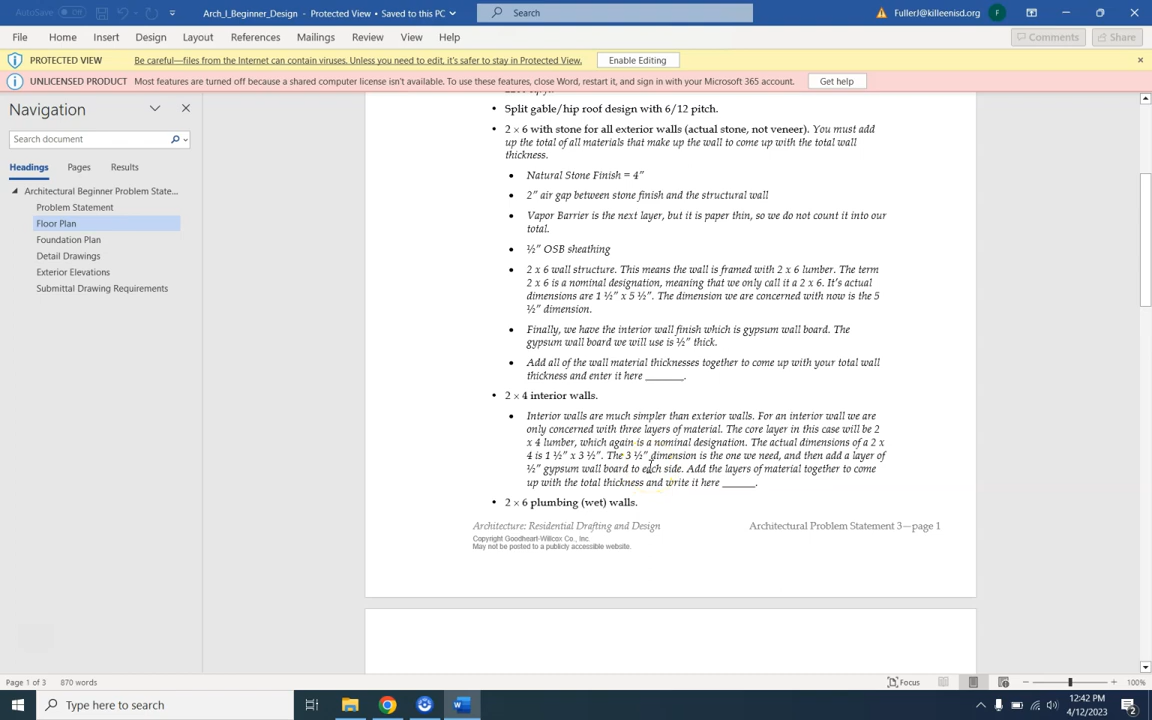 AutoSave Off
Arch_I_Beginner_Design - Protected View • Saved to this PC
Search
FullerJ@killeenisd.org
F
File Home Insert Design Layout References Mailings Review View Help
Comments Share
PROTECTED VIEW Be careful—files from the Internet can contain viruses. Unless you need to edit, it's safer to stay in Protected View. Enable Editing
UNLICENSED PRODUCT Most features are turned off because a shared computer license isn't available. To use these features, close Word, restart it, and sign in with your Microsoft 365 account. Get help
Navigation
Search document
Headings Pages Results
Architectural Beginner Problem State...
Problem Statement
Floor Plan
Foundation Plan
Detail Drawings
Exterior Elevations
Submittal Drawing Requirements
• Split gable/hip roof design with 6/12 pitch.
• 2 × 6 with stone for all exterior walls (actual stone, not veneer). You must add
up the total of all materials that make up the wall to come up with the total wall
thickness.
• Natural Stone Finish = 4"
• 2" air gap between stone finish and the structural wall
• Vapor Barrier is the next layer, but it is paper thin, so we do not count it into our
total.
• ½" OSB sheathing
• 2 x 6 wall structure. This means the wall is framed with 2 x 6 lumber. The term
2 x 6 is a nominal designation, meaning that we only call it a 2 x 6. It's actual
dimensions are 1 ½" x 5 ½". The dimension we are concerned with now is the 5
½" dimension.
• Finally, we have the interior wall finish which is gypsum wall board. The
gypsum wall board we will use is ½" thick.
• Add all of the wall material thicknesses together to come up with your total wall
thickness and enter it here _______.
• 2 × 4 interior walls.
• Interior walls are much simpler than exterior walls. For an interior wall we are
only concerned with three layers of material. The core layer in this case will be 2
x 4 lumber, which again is a nominal designation. The actual dimensions of a 2 x
4 is 1 ½" x 3 ½". The 3 ½" dimension is the one we need, and then add a layer of
½" gypsum wall board to each side. Add the layers of material together to come
up with the total thickness and write it here ______.
• 2 × 6 plumbing (wet) walls.
Architecture: Residential Drafting and Design Architectural Problem Statement 3—page 1
Copyright Goodheart-Willcox Co., Inc.
May not be posted to a publicly accessible website.
Page 1 of 3 870 words
Focus
100%
Type here to search
12:42 PM
4/12/2023
2